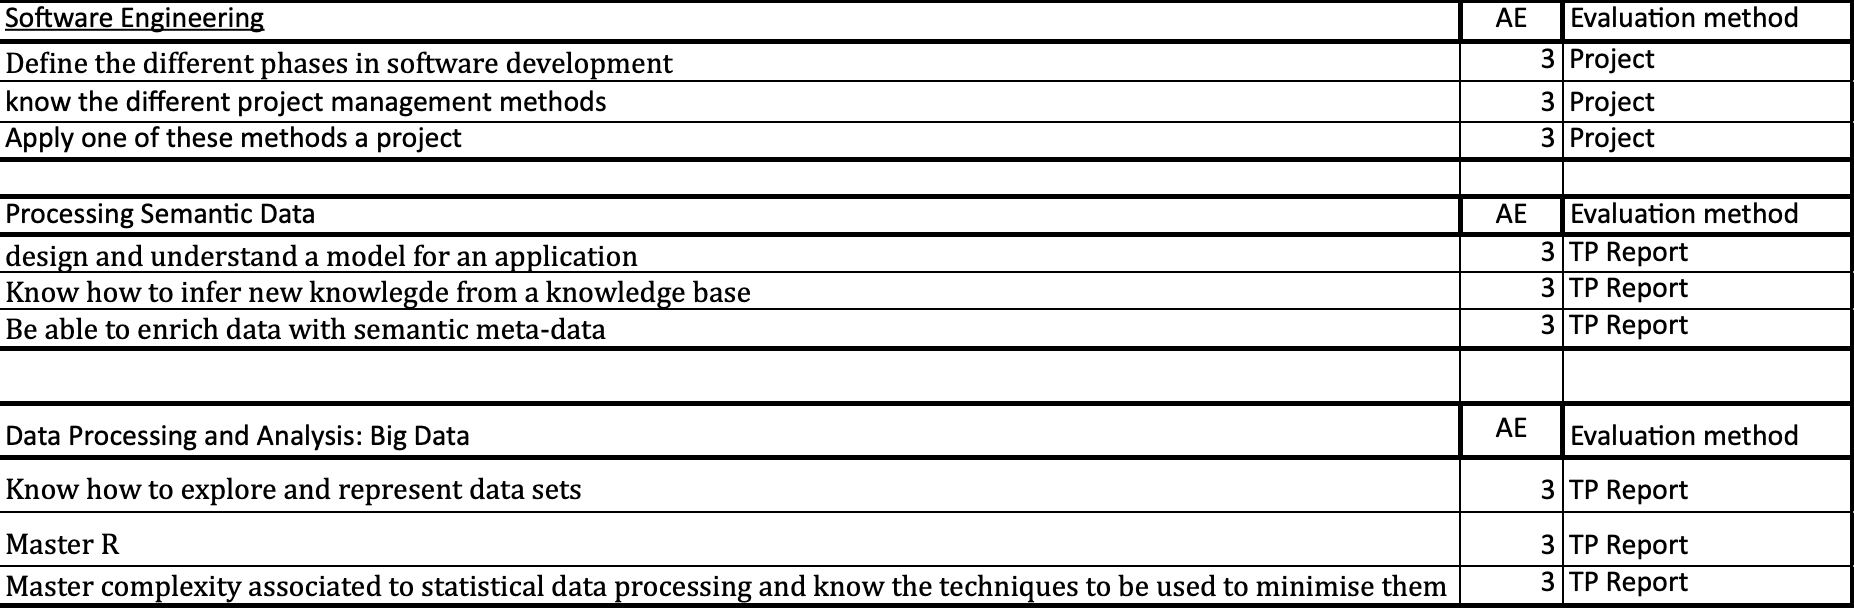 Software Engineering AE Evaluation method
Define the different phases in software development 3 Project
know the different project management methods 3 Project
Apply one of these methods a project 3 Project
Processing Semantic Data AE Evaluation method
design and understand a model for an application 3 TP Report
Know how to infer new knowlegde from a knowledge base 3 TP Report
Be able to enrich data with semantic meta-data 3 TP Report
Data Processing and Analysis: Big Data AE Evaluation method
Know how to explore and represent data sets 3 TP Report
Master R 3 TP Report
Master complexity associated to statistical data processing and know the techniques to be used to minimise them 3 TP Report